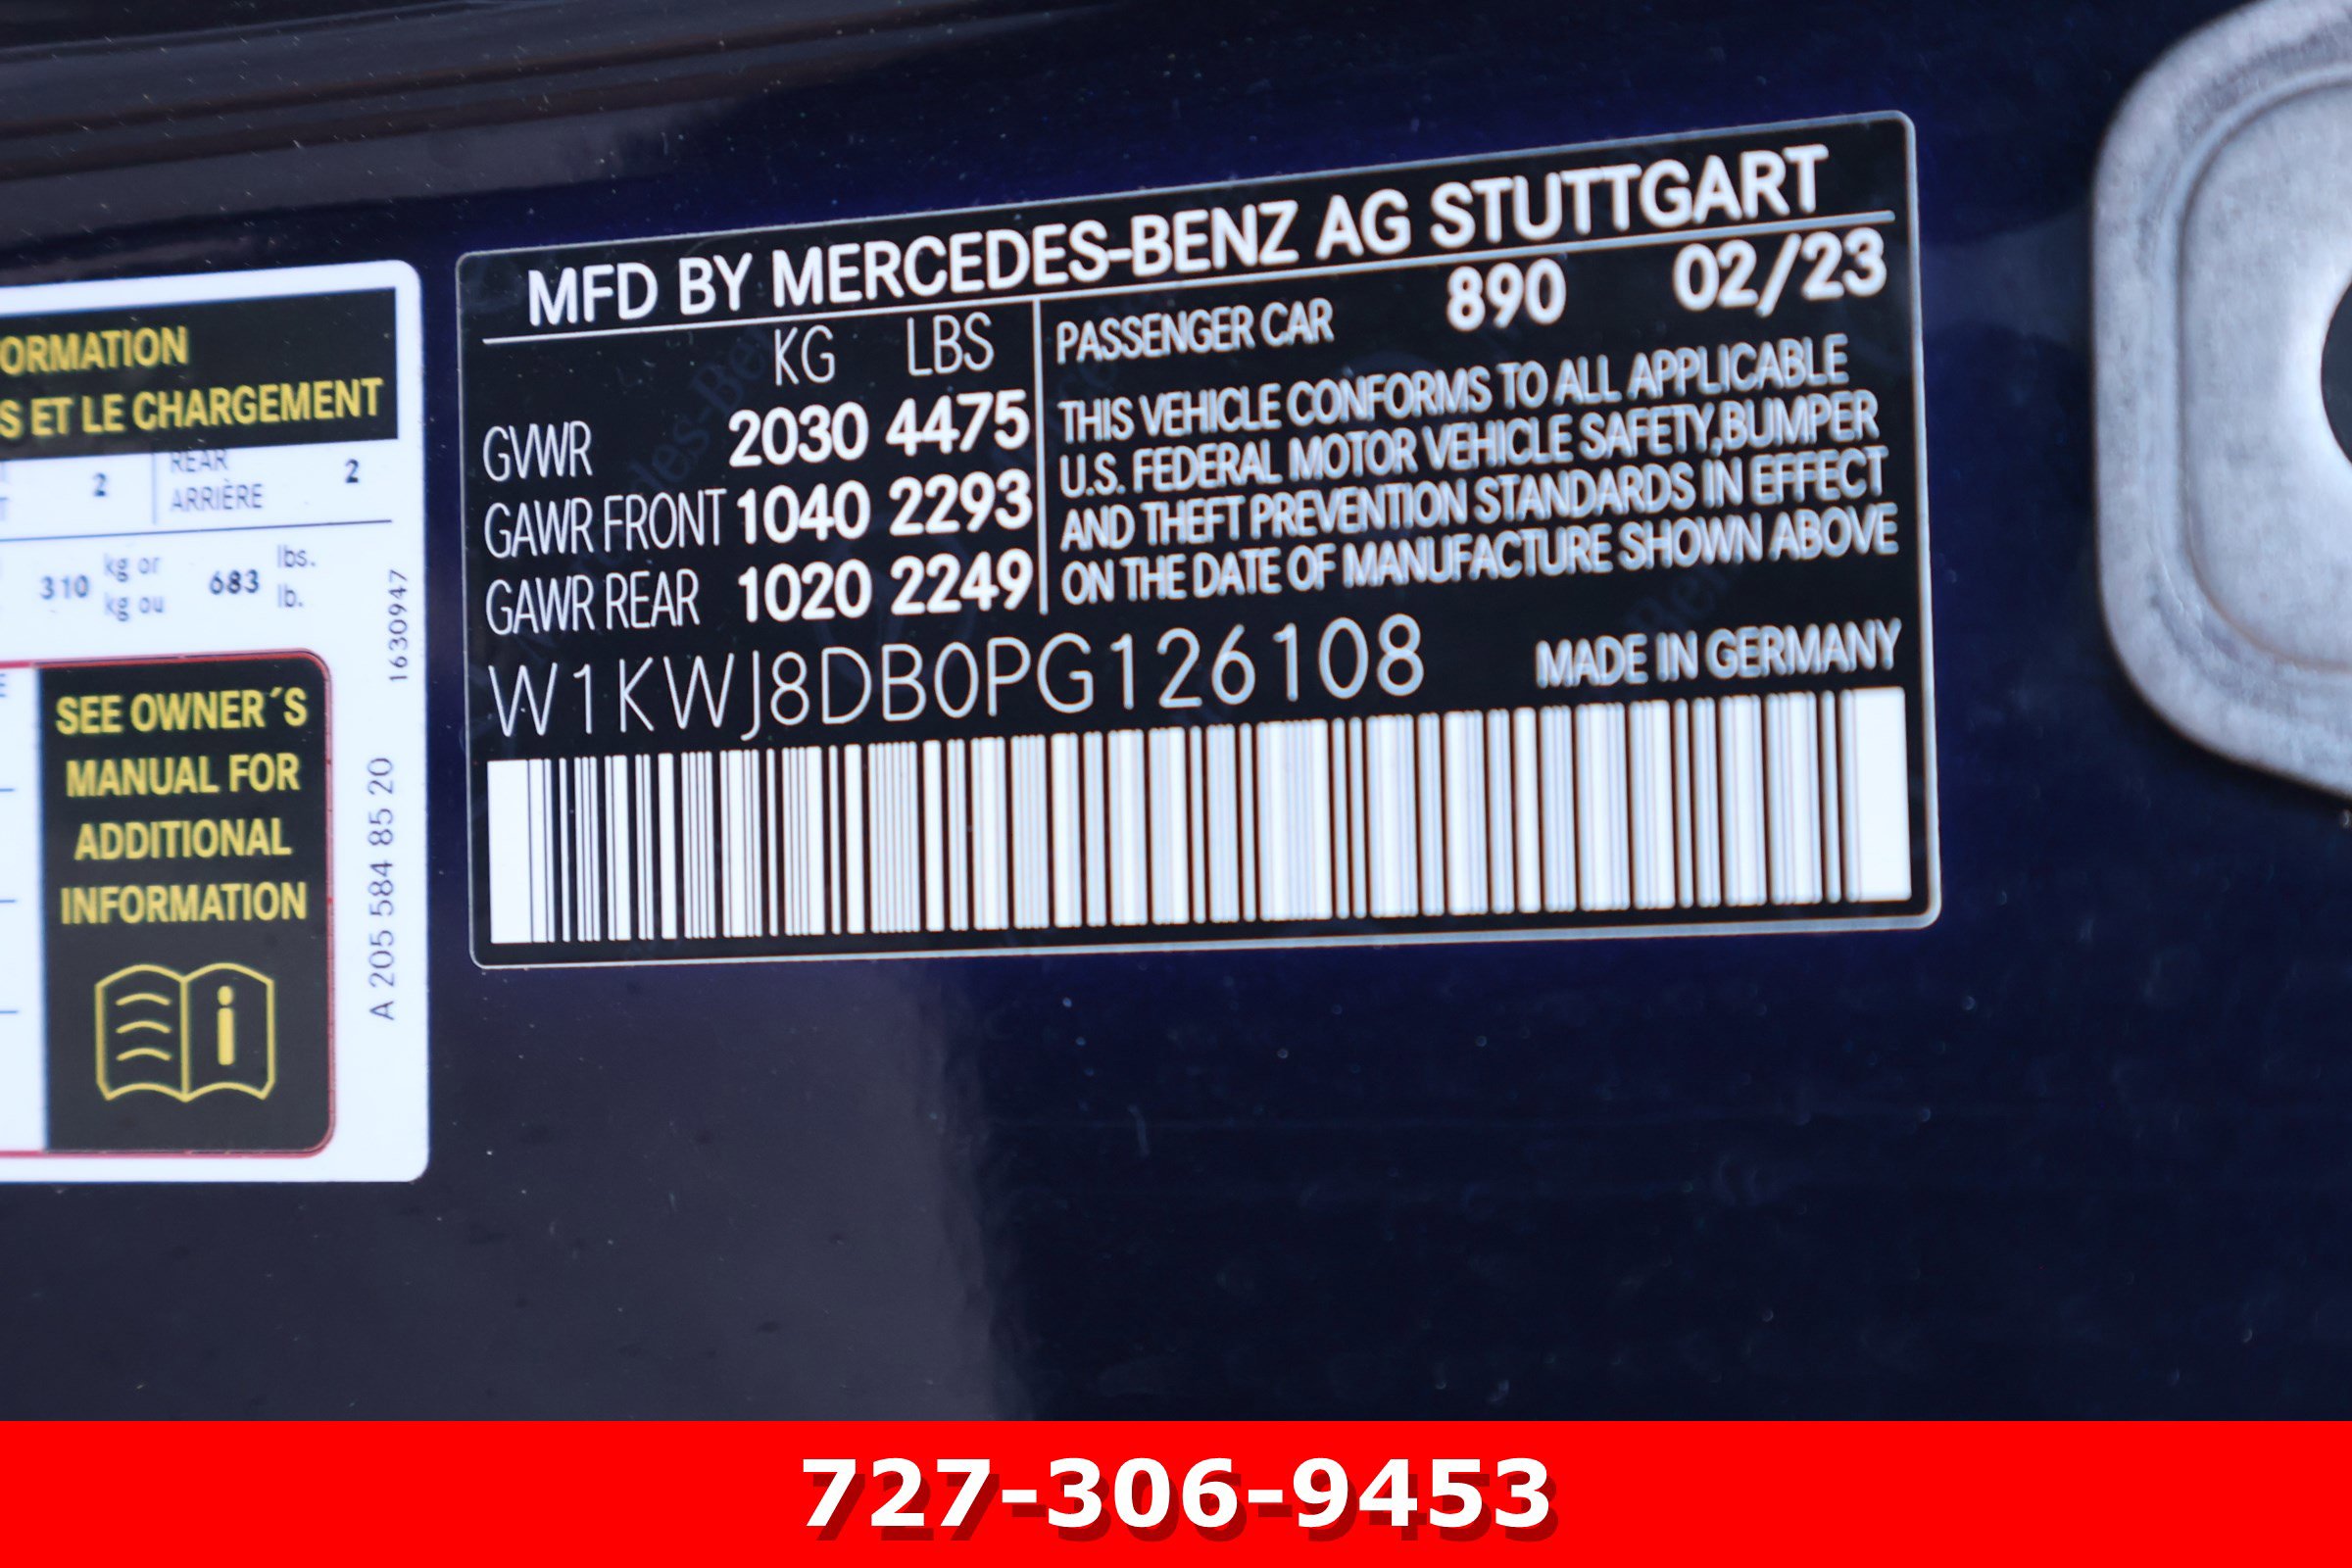 ORMATION
S ET LE CHARGEMENT
2
REAR
ARRIÈRE
2
310 kg or 683 lbs.
kg ou lb.
1630947
SEE OWNER´S
MANUAL FOR
ADDITIONAL
INFORMATION
A 205 584 85 20
MFD BY MERCEDES-BENZ AG STUTTGART
KG LBS
GVWR 2030 4475
GAWR FRONT 1040 2293
GAWR REAR 1020 2249
PASSENGER CAR 890 02/23
THIS VEHICLE CONFORMS TO ALL APPLICABLE
U.S. FEDERAL MOTOR VEHICLE SAFETY,BUMPER
AND THEFT PREVENTION STANDARDS IN EFFECT
ON THE DATE OF MANUFACTURE SHOWN ABOVE
W1KWJ8DB0PG126108
MADE IN GERMANY
727-306-9453